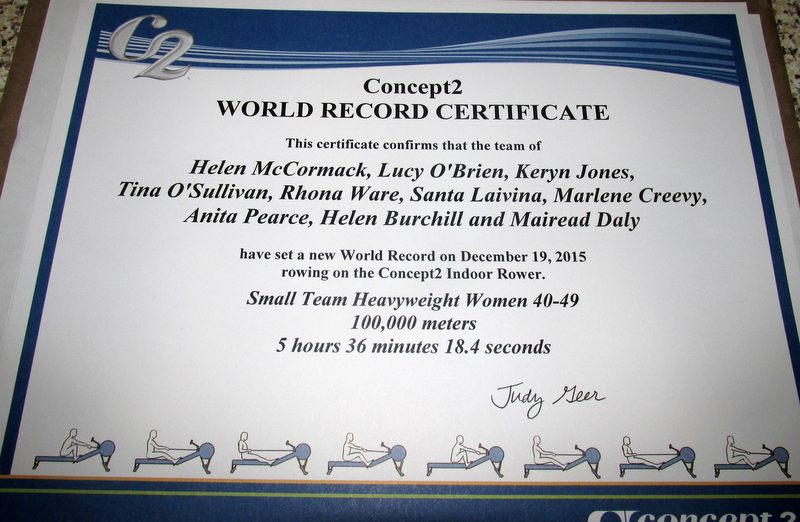 C2
Concept2
WORLD RECORD CERTIFICATE
This certificate confirms that the team of
Helen McCormack, Lucy O'Brien, Keryn Jones,
Tina O'Sullivan, Rhona Ware, Santa Laivina, Marlene Creevy,
Anita Pearce, Helen Burchill and Mairead Daly
have set a new World Record on December 19, 2015
rowing on the Concept2 Indoor Rower.
Small Team Heavyweight Women 40-49
100,000 meters
5 hours 36 minutes 18.4 seconds
Judy Geer
concept 2